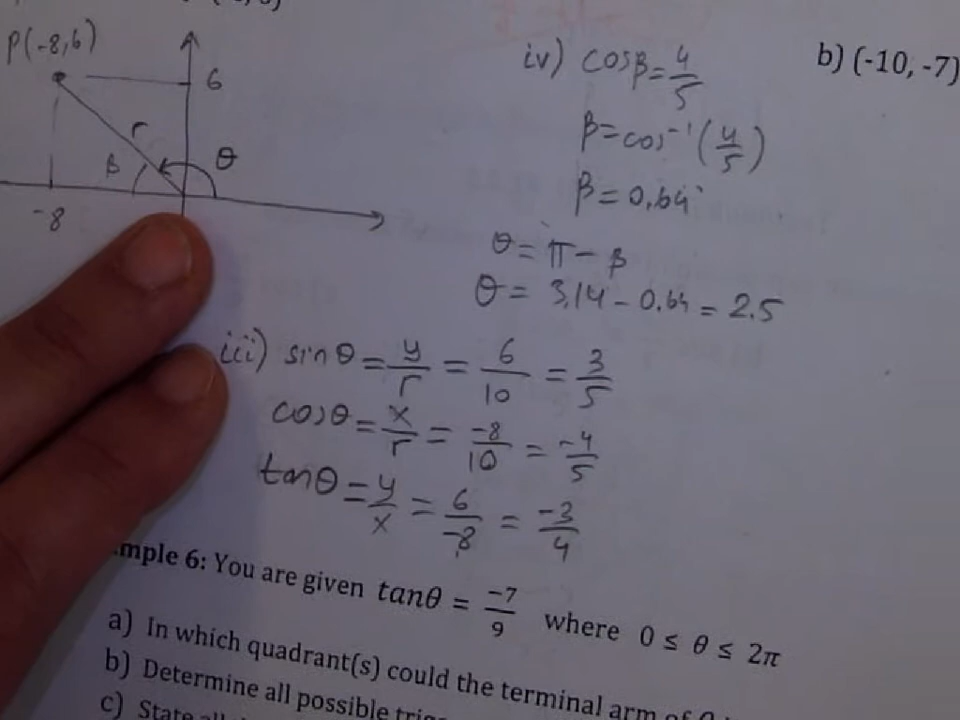 P(-8,6)
6
r
β
θ
-8
iv) cosβ = 4/5
β = cos⁻¹(4/5)
β = 0,64
θ = π - β
θ = 3,14 - 0.64 = 2.5
b) (-10, -7)
iii) sinθ = y/r = 6/10 = 3/5
cosθ = x/r = -8/10 = -4/5
tanθ = y/x = 6/-8 = -3/4
mple 6: You are given tanθ = -7/9 where 0 ≤ θ ≤ 2π
a) In which quadrant(s) could the terminal arm of θ
b) Determine all possible trig
c) State all